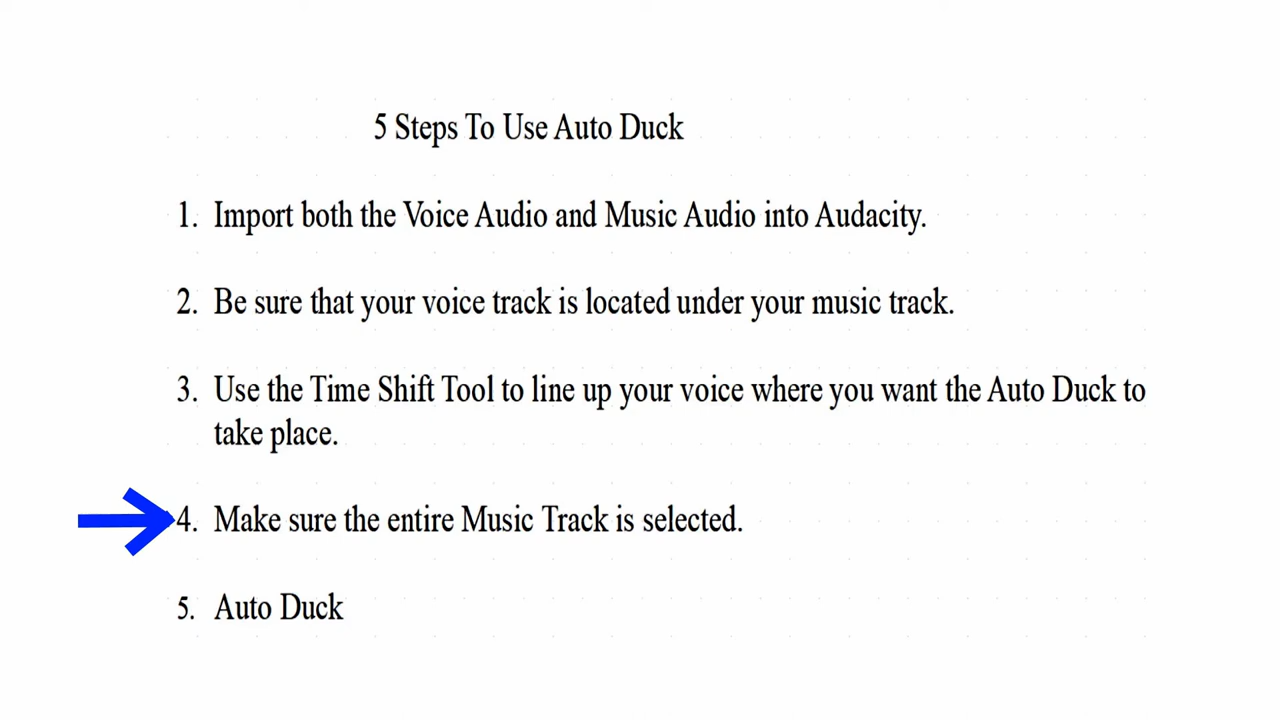 5 Steps To Use Auto Duck
1. Import both the Voice Audio and Music Audio into Audacity.
2. Be sure that your voice track is located under your music track.
3. Use the Time Shift Tool to line up your voice where you want the Auto Duck to
take place.
4. Make sure the entire Music Track is selected.
5. Auto Duck